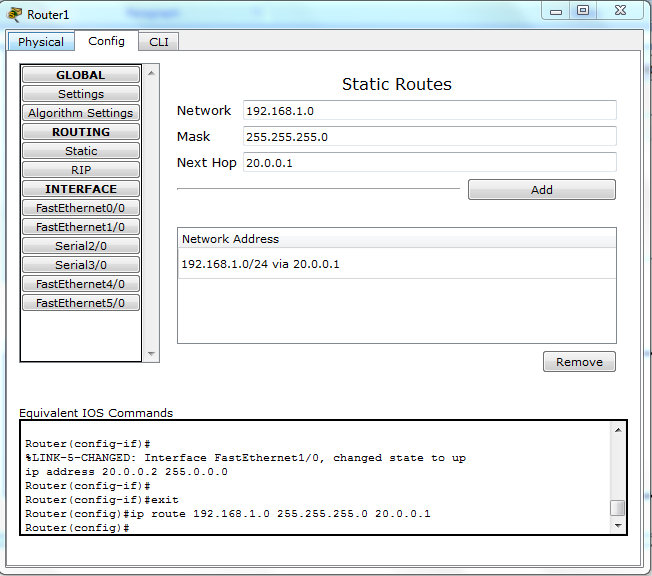 Router1
Physical Config CLI
GLOBAL
Settings
Algorithm Settings
ROUTING
Static
RIP
INTERFACE
FastEthernet0/0
FastEthernet1/0
Serial2/0
Serial3/0
FastEthernet4/0
FastEthernet5/0
Static Routes
Network 192.168.1.0
Mask 255.255.255.0
Next Hop 20.0.0.1
Add
Network Address
192.168.1.0/24 via 20.0.0.1
Remove
Equivalent IOS Commands
Router(config-if)#
%LINK-5-CHANGED: Interface FastEthernet1/0, changed state to up
ip address 20.0.0.2 255.0.0.0
Router(config-if)#
Router(config-if)#exit
Router(config)#ip route 192.168.1.0 255.255.255.0 20.0.0.1
Router(config)#